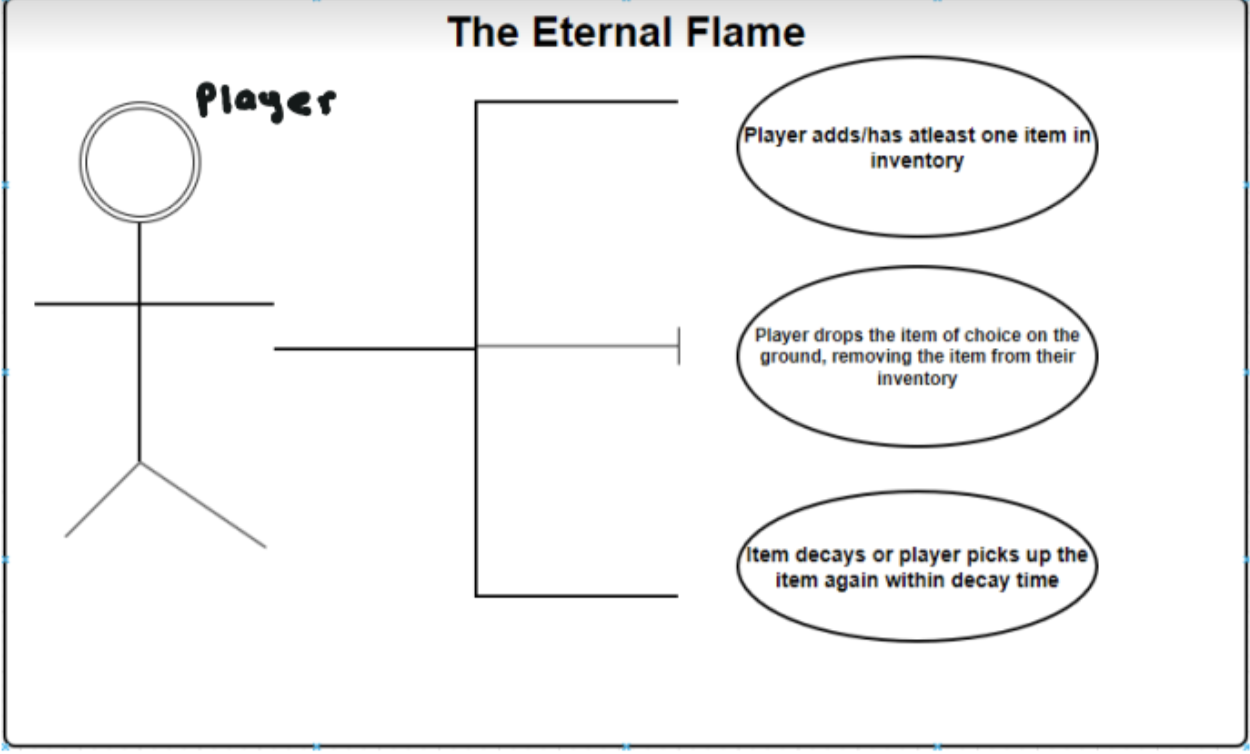 The Eternal Flame
Player
Player adds/has atleast one item in
inventory
Player drops the item of choice on the
ground, removing the item from their
inventory
Item decays or player picks up the
item again within decay time